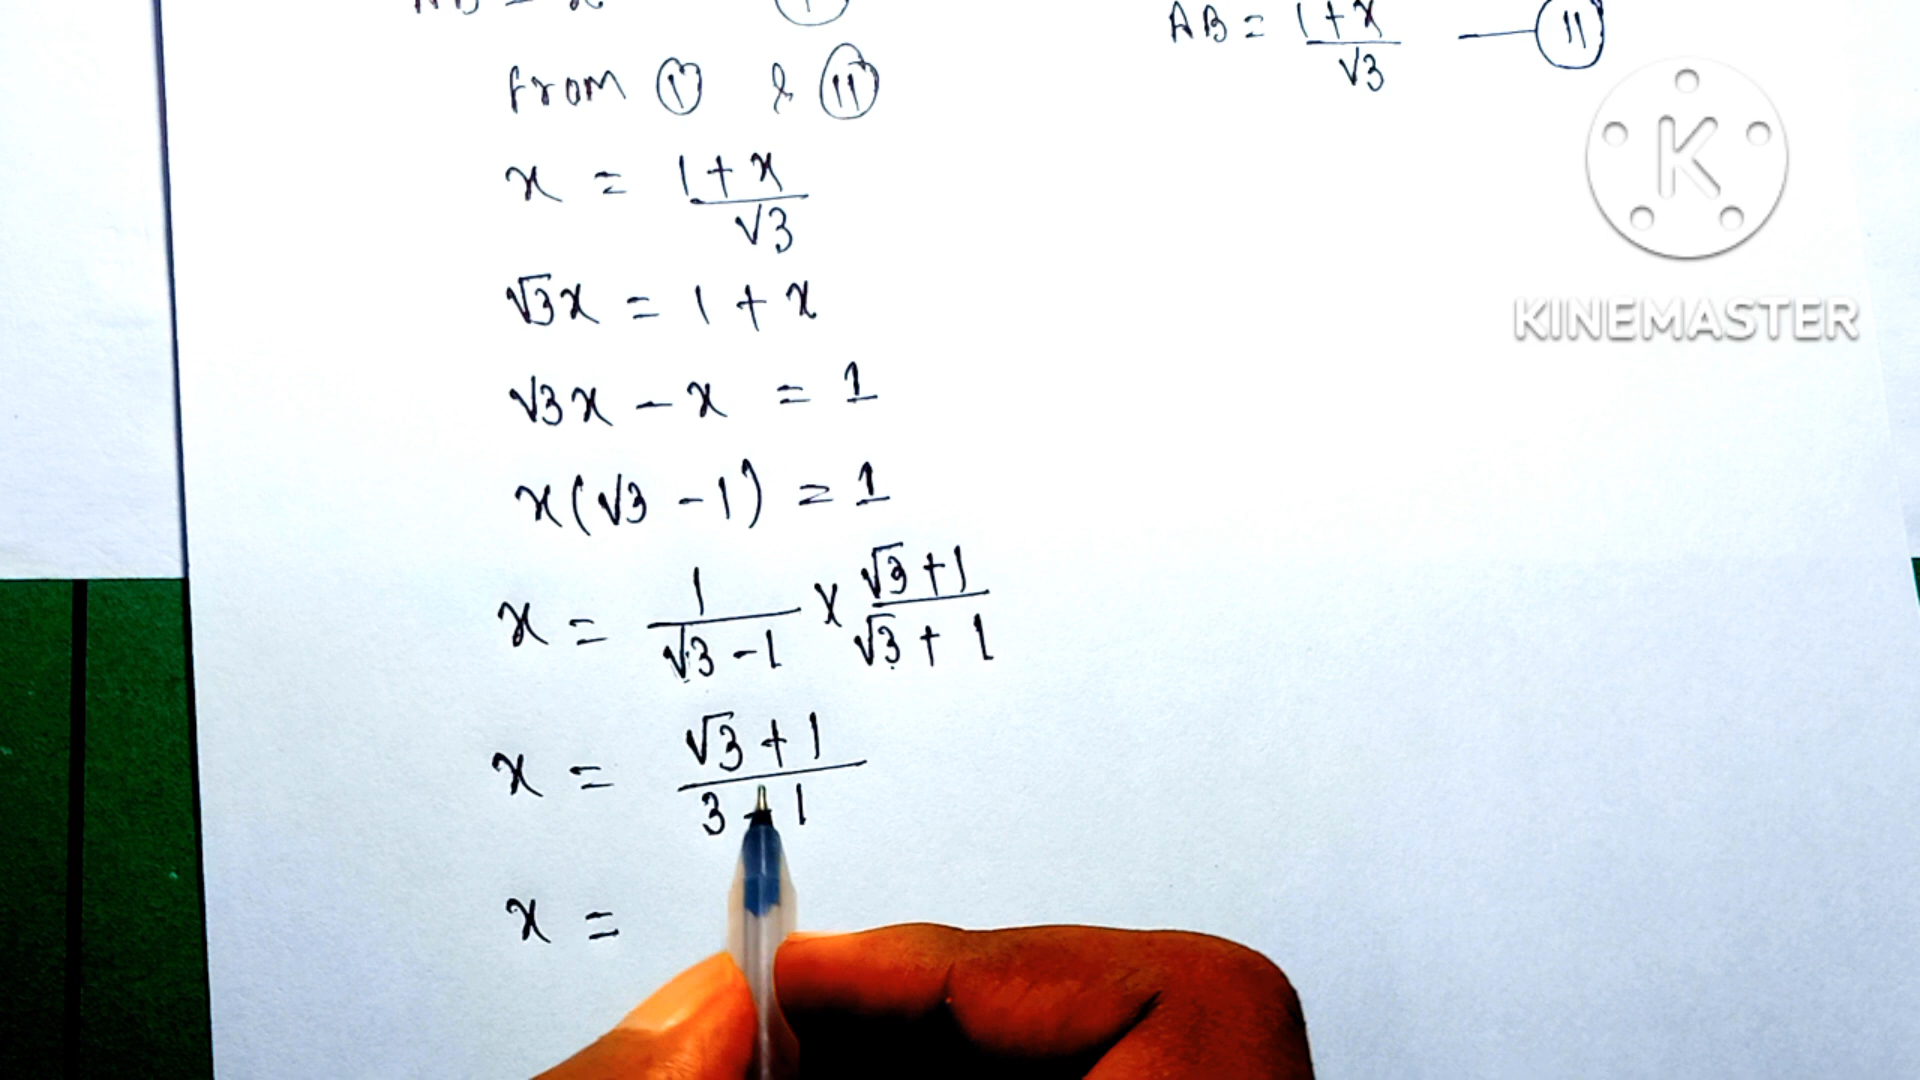 AB = x
AB = 1+x/√3 — (II)
from (I) & (II)
x = 1+x/√3
√3x = 1 + x
√3x - x = 1
x(√3 - 1) = 1
x = 1/√3-1 × √3+1/√3+1
x = √3+1/3-1
x =
K
KINEMASTER